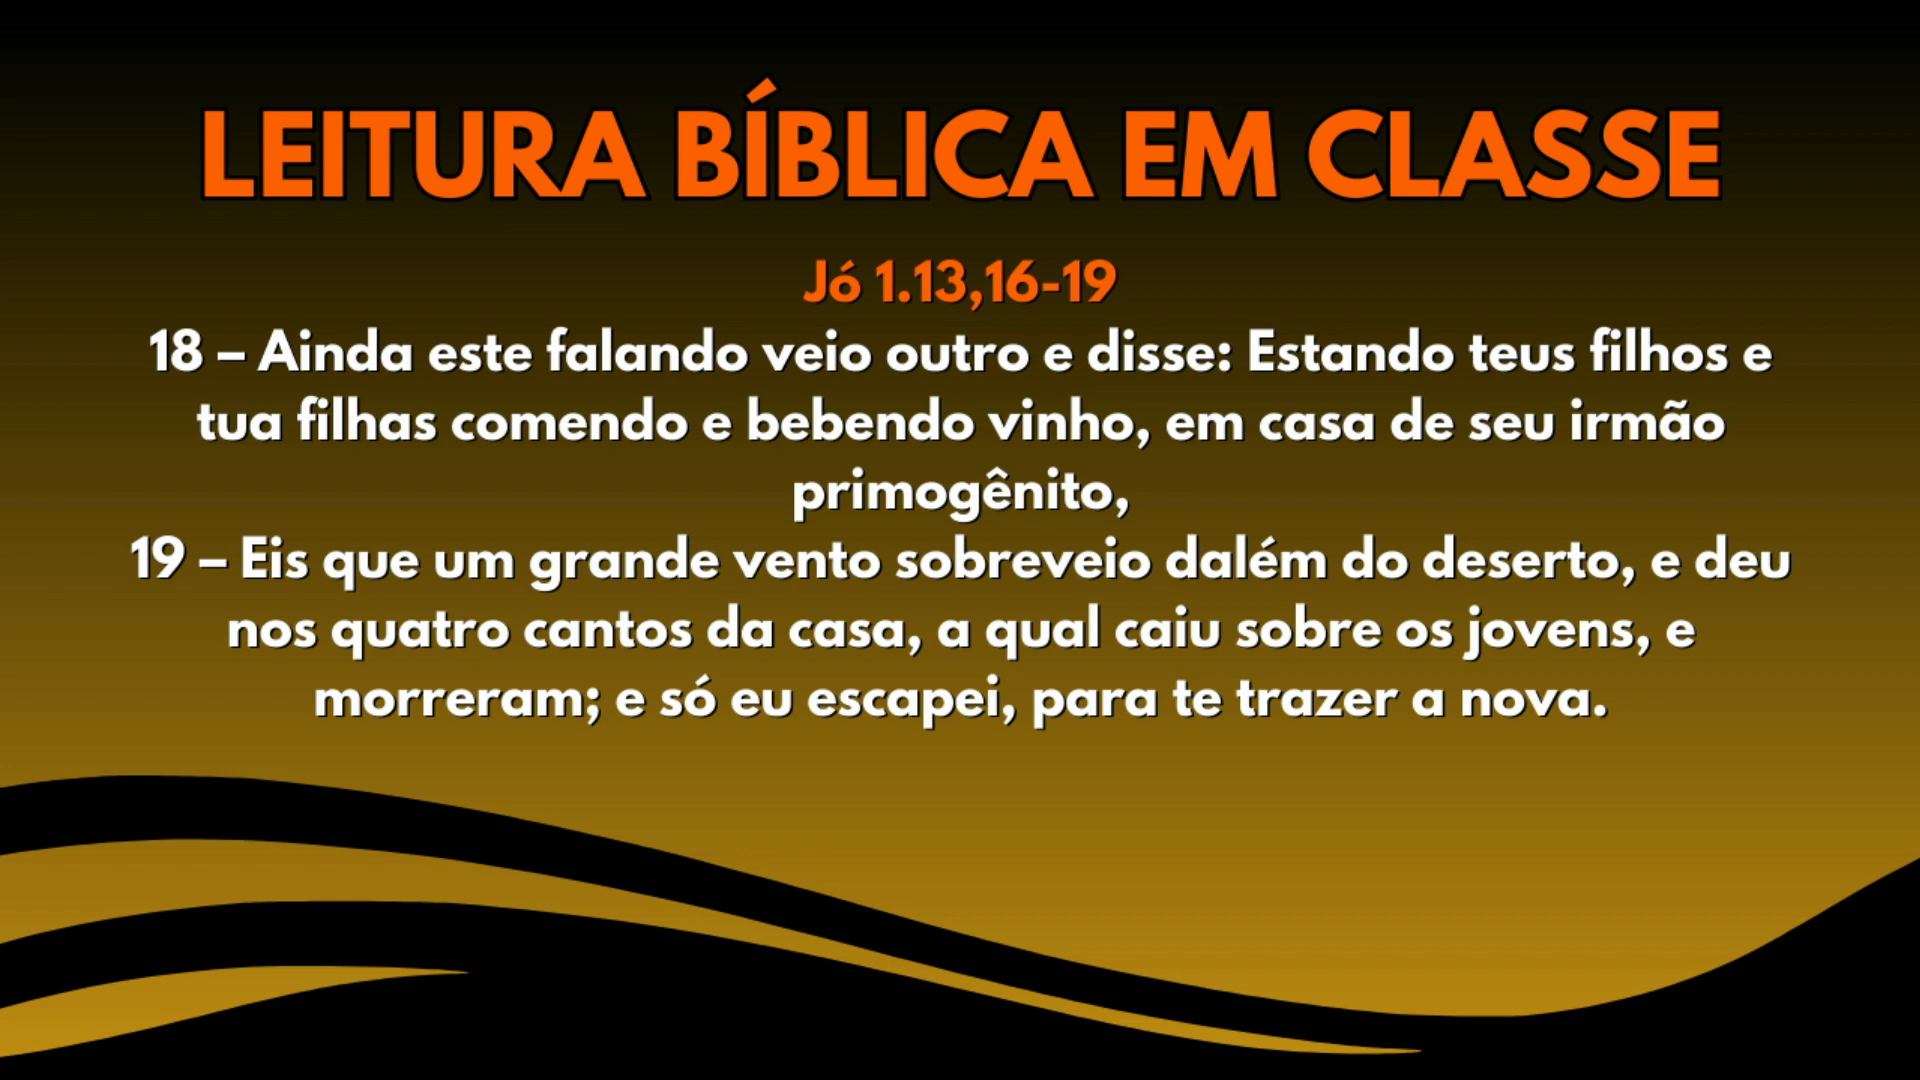 LEITURA BÍBLICA EM CLASSE
Jó 1.13,16-19
18 – Ainda este falando veio outro e disse: Estando teus filhos e
tua filhas comendo e bebendo vinho, em casa de seu irmão
primogênito,
19 – Eis que um grande vento sobreveio dalém do deserto, e deu
nos quatro cantos da casa, a qual caiu sobre os jovens, e
morreram; e só eu escapei, para te trazer a nova.